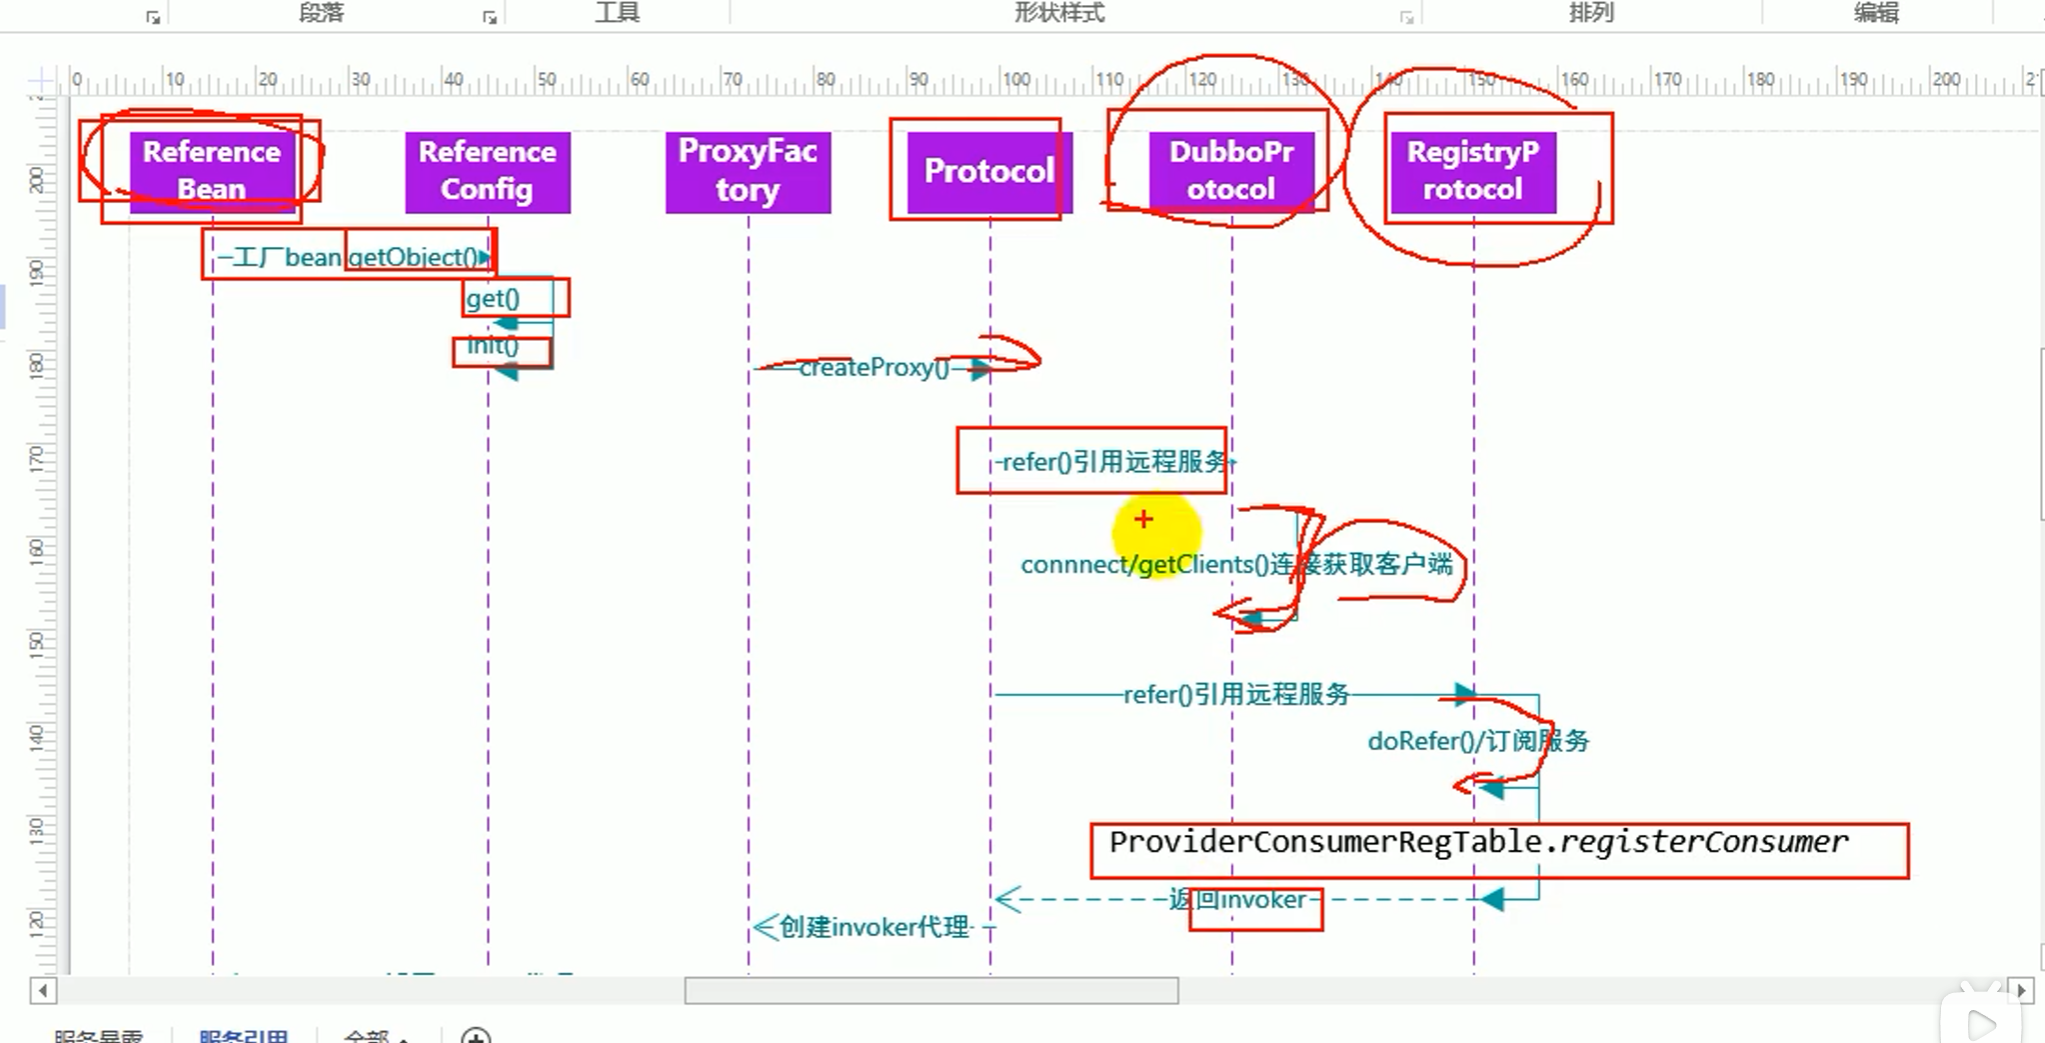 段落 工具 形状样式 排列 编辑
0 10 20 30 40 50 60 70 80 90 100 110 120 130 140 150 160 170 180 190 200
200
190
180
170
160
150
140
130
120
Reference
Bean
Reference
Config
ProxyFac
tory
Protocol
DubboPr
otocol
RegistryP
rotocol
工厂bean getObject()
get()
init()
createProxy()
refer()引用远程服务
connnect/getClients()连接获取客户端
refer()引用远程服务
doRefer()/订阅服务
ProviderConsumerRegTable.registerConsumer
返回invoker
创建invoker代理
服务暴露 服务引用 全部